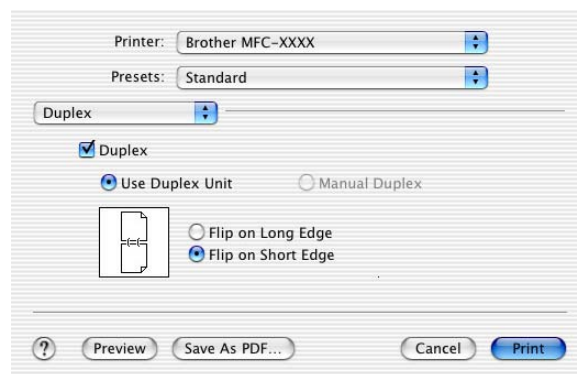 Printer: Brother MFC-XXXX
Presets: Standard
Duplex
Duplex
Use Duplex Unit Manual Duplex
Flip on Long Edge
Flip on Short Edge
? Preview Save As PDF... Cancel Print